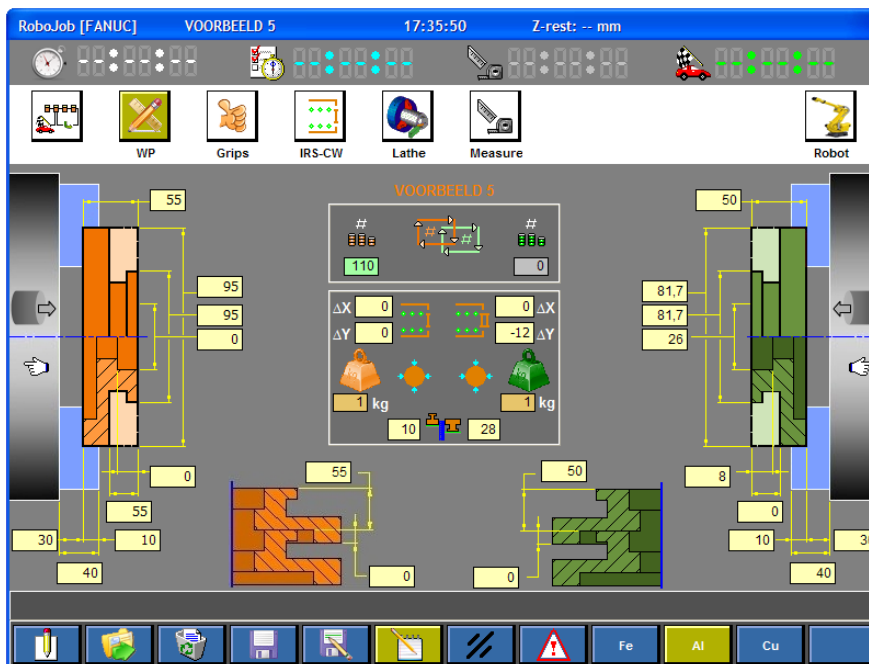 RoboJob [FANUC] VOORBEELD 5 17:35:50 Z-rest: -- mm
WP Grips IRS-CW Lathe Measure Robot
VOORBEELD 5
55 50
# # # #
110 0
95 81,7
95 81,7
0 26
ΔX 0 0 ΔX
ΔY 0 -12 ΔY
1 kg 1 kg
10 28
0 55 50 8
55 0
30 10 10
40 0 0 40
Fe Al Cu